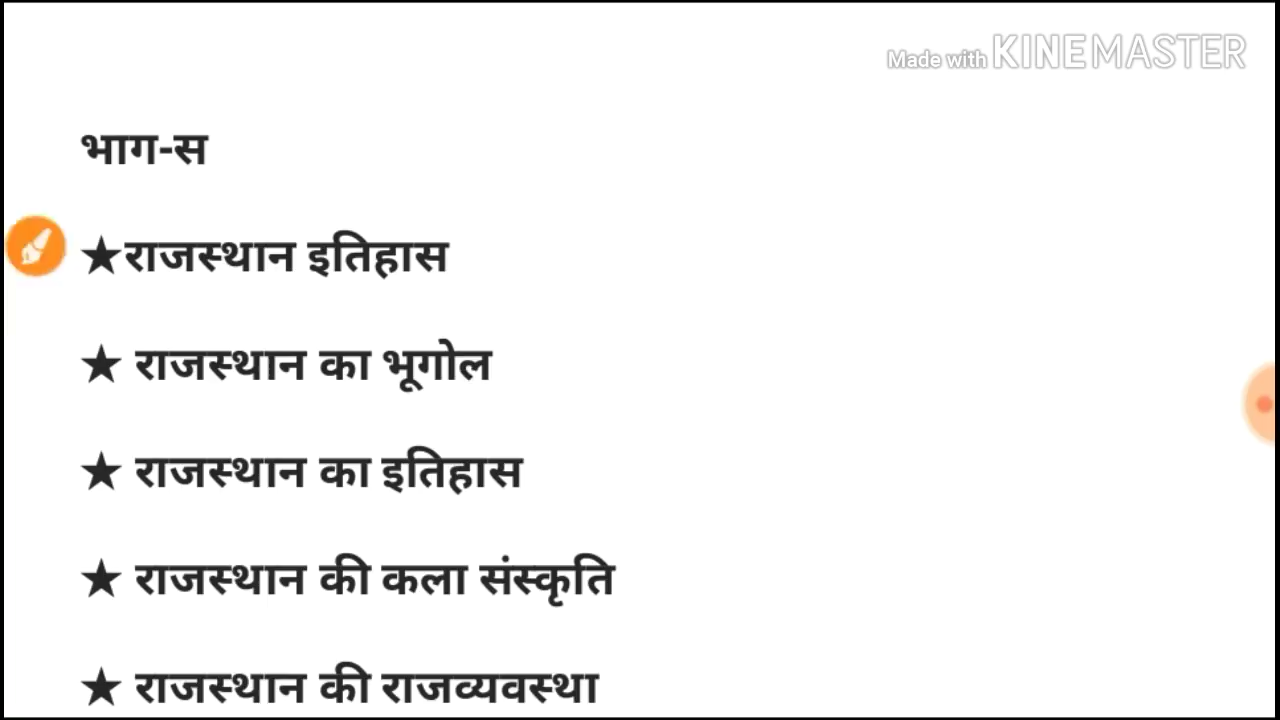 Made with KINEMASTER
भाग-स
★राजस्थान इतिहास
★ राजस्थान का भूगोल
★ राजस्थान का इतिहास
★ राजस्थान की कला संस्कृति
★ राजस्थान की राजव्यवस्था